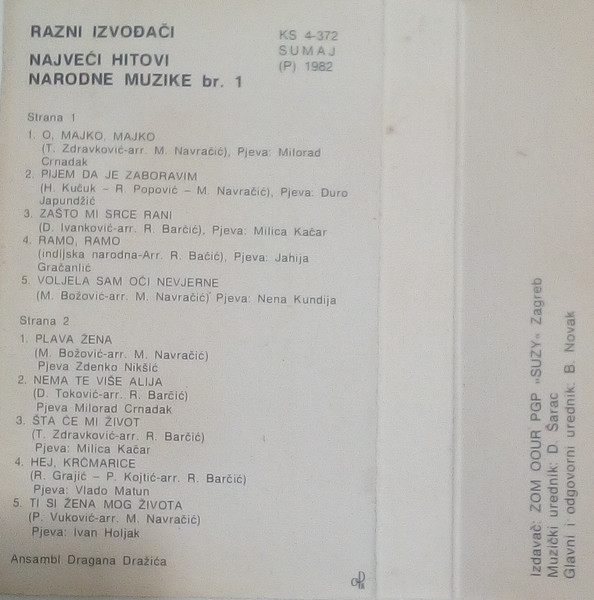 RAZNI IZVOĐAČI
NAJVEĆI HITOVI
NARODNE MUZIKE br. 1
KS 4-372
SUMAJ
(P) 1982
Strana 1
1. O, MAJKO, MAJKO
(T. Zdravković-arr. M. Navračić), Pjeva: Milorad
Crnadak
2. PIJEM DA JE ZABORAVIM
(H. Kučuk – R. Popović – M. Navračić), Pjeva: Đuro
Japundžić
3. ZAŠTO MI SRCE RANI
(D. Ivanković-arr. R. Barčić), Pjeva: Milica Kačar
4. RAMO, RAMO
(indijska narodna-Arr. R. Bačić), Pjeva: Jahija
Gračanlić
5. VOLJELA SAM OČI NEVJERNE
(M. Božovic-arr. M. Navračić) Pjeva: Nena Kundija
Strana 2
1. PLAVA ŽENA
(M. Božović-arr. M. Navračić)
Pjeva Zdenko Nikšić
2. NEMA TE VIŠE ALIJA
(D. Toković-arr. R. Barčić)
Pjeva Milorad Crnadak
3. ŠTA ĆE MI ŽIVOT
(T. Zdravković-arr. R. Barčić)
Pjeva: Milica Kačar
4. HEJ, KRČMARICE
(R. Grajić – P. Kojtić-arr. R. Barčić)
Pjeva: Vlado Matun
5. TI SI ŽENA MOG ŽIVOTA
(P. Vuković-arr. M. Navračić)
Pjeva: Ivan Holjak
Ansambl Dragana Dražića
Izdavač: ZOM OOUR PGP »SUZY« Zagreb
Muzički urednik: D. Šarac
Glavni i odgovorni urednik: B. Novak